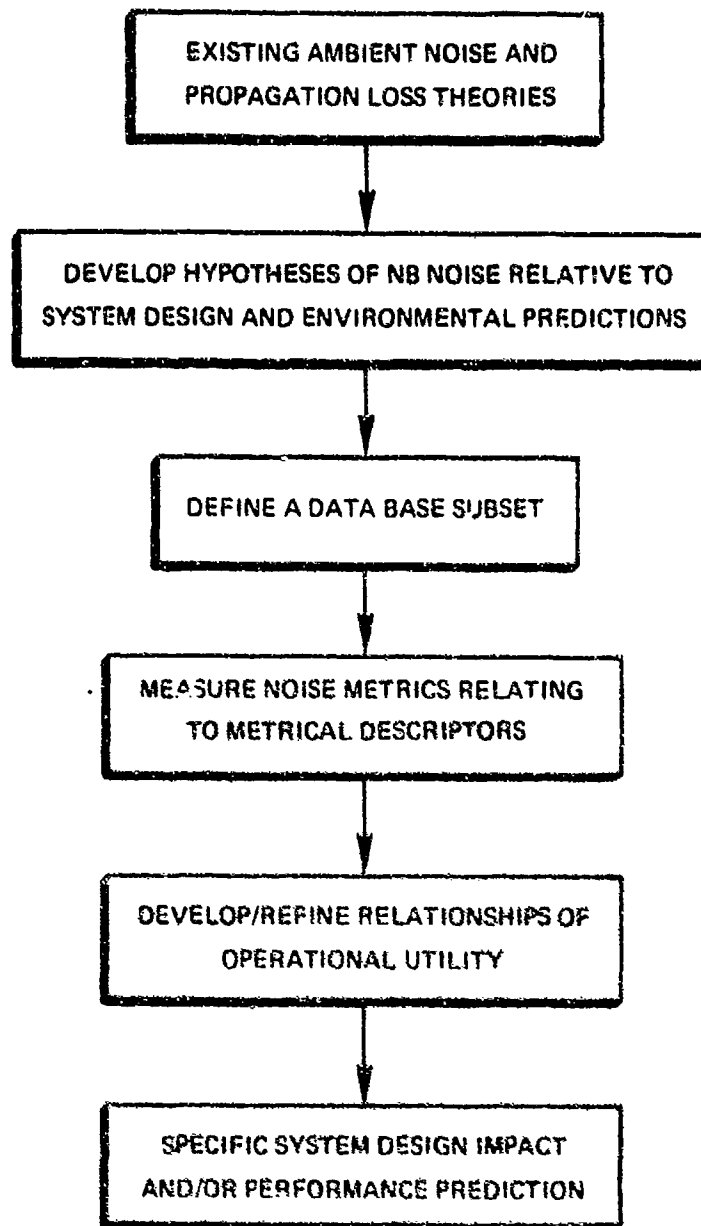 EXISTING AMBIENT NOISE AND
PROPAGATION LOSS THEORIES
DEVELOP HYPOTHESES OF NB NOISE RELATIVE TO
SYSTEM DESIGN AND ENVIRONMENTAL PREDICTIONS
DEFINE A DATA BASE SUBSET
MEASURE NOISE METRICS RELATING
TO METRICAL DESCRIPTORS
DEVELOP/REFINE RELATIONSHIPS OF
OPERATIONAL UTILITY
SPECIFIC SYSTEM DESIGN IMPACT
AND/OR PERFORMANCE PREDICTION